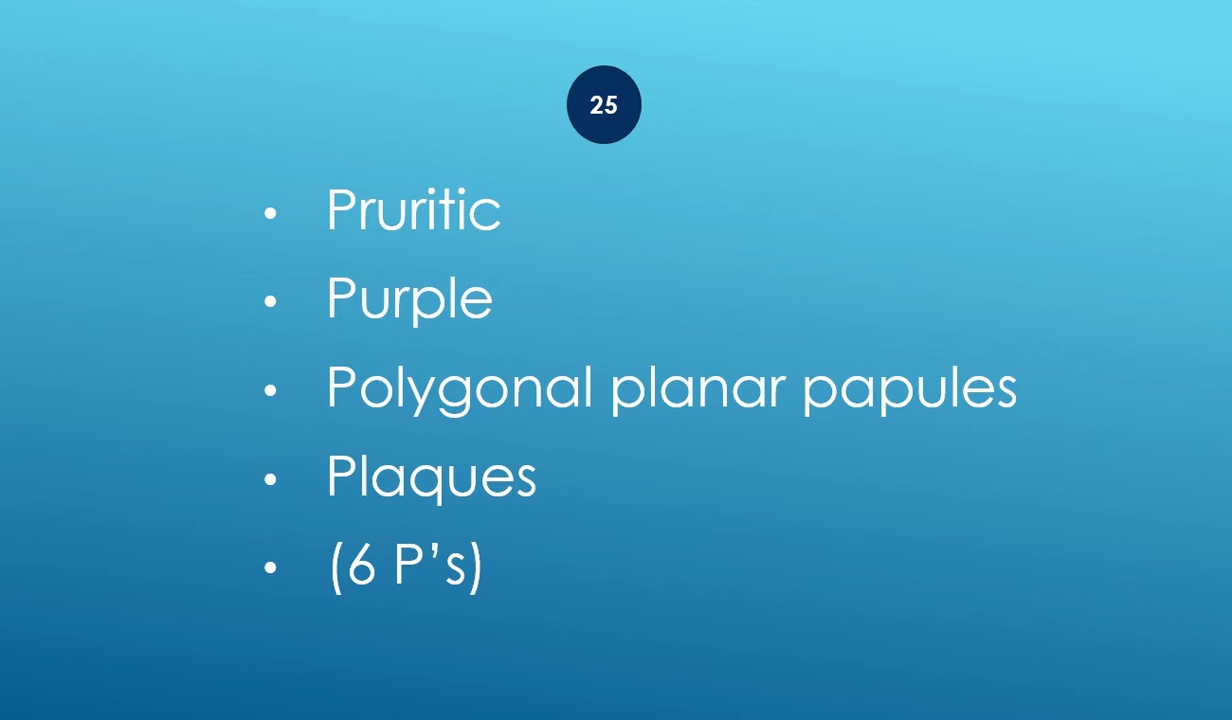 25
• Pruritic
• Purple
• Polygonal planar papules
• Plaques
• (6 P’s)